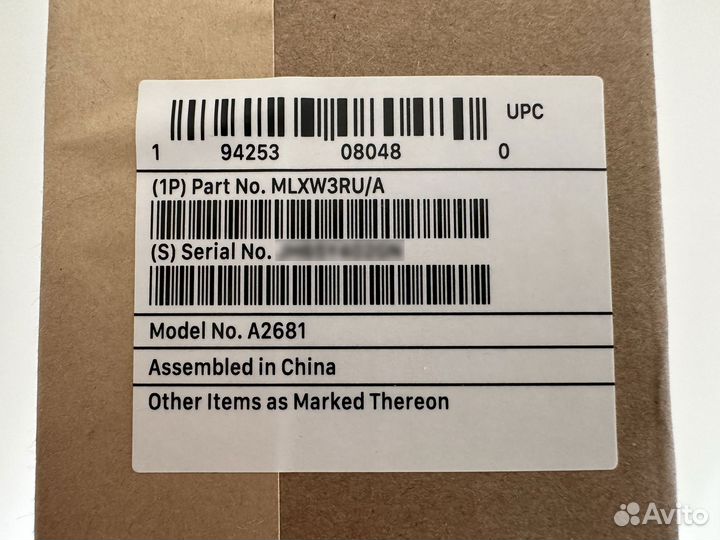 UPC
1 94253 08048 0
(1P) Part No. MLXW3RU/A
(S) Serial No.
Model No. A2681
Assembled in China
Other Items as Marked Thereon
Avito